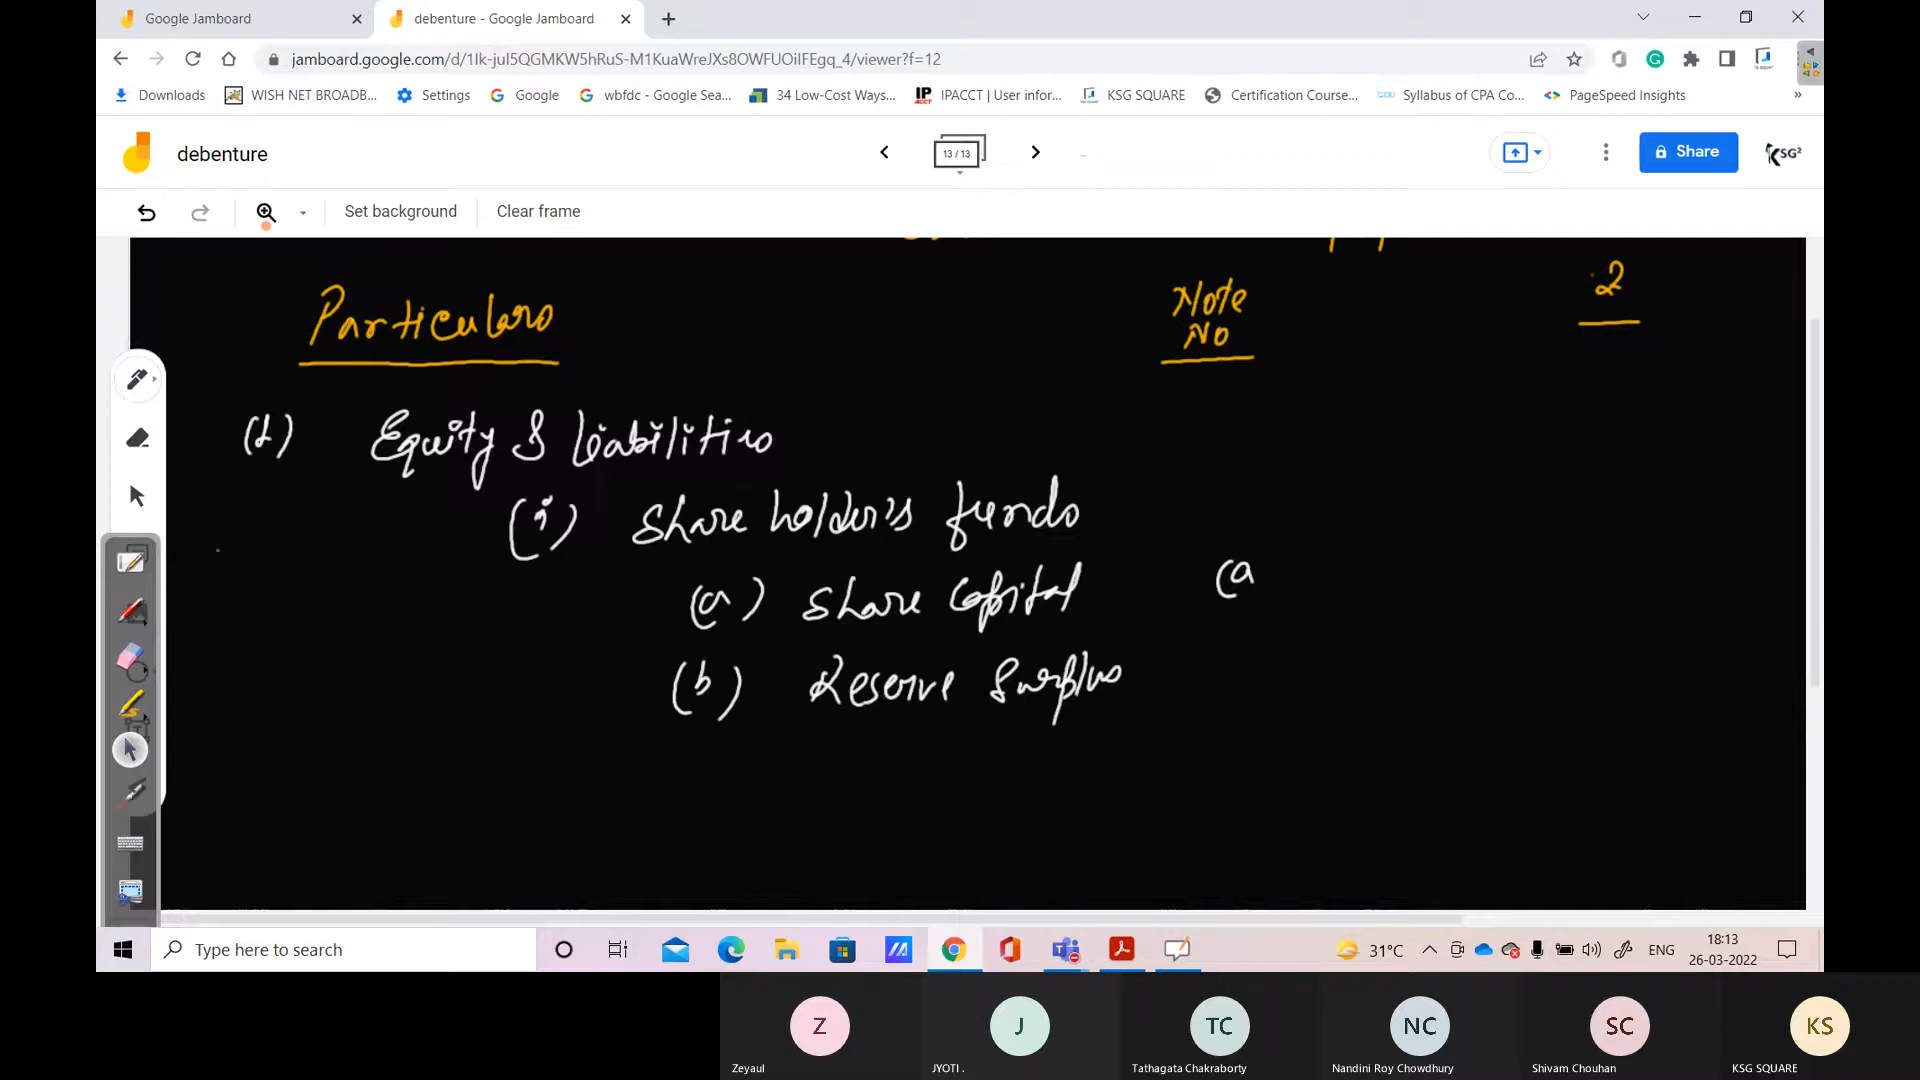 Google Jamboard
debenture - Google Jamboard
jamboard.google.com/d/1Ik-juI5QGMKW5hRuS-M1KuaWreJXs8OWFUOiIFEgq_4/viewer?f=12
Downloads WISH NET BROADB... Settings Google wbfdc - Google Sea... 34 Low-Cost Ways... IPACCT | User infor... KSG SQUARE Certification Course... Syllabus of CPA Co... PageSpeed Insights »
debenture 13 / 13 Share KSG²
Set background Clear frame
Particulars Note No 2
(1) Equity & Liabilities
(i) Share holder's funds
(a) Share Capital (a
(b) Reserve Surplus
Type here to search 31°C ENG 18:13
26-03-2022
Z J TC NC SC KS
Zeyaul JYOTI . Tathagata Chakraborty Nandini Roy Chowdhury Shivam Chouhan KSG SQUARE